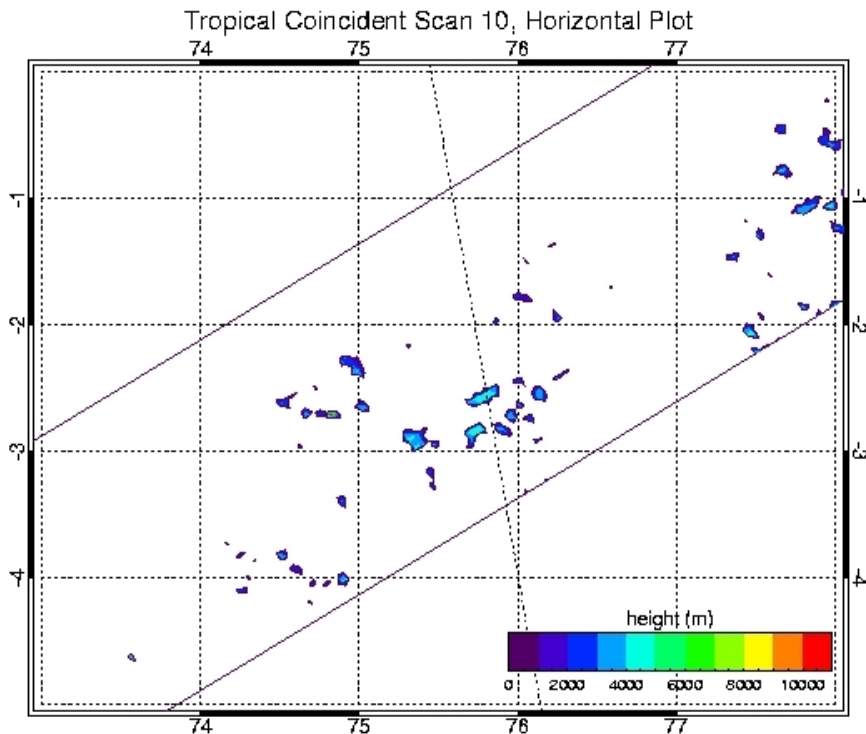 Tropical Coincident Scan 10, Horizontal Plot
74 75 76 77
-1 -1
-2 -2
-3 -3
-4 -4
height (m)
0 2000 4000 6000 8000 10000
74 75 76 77